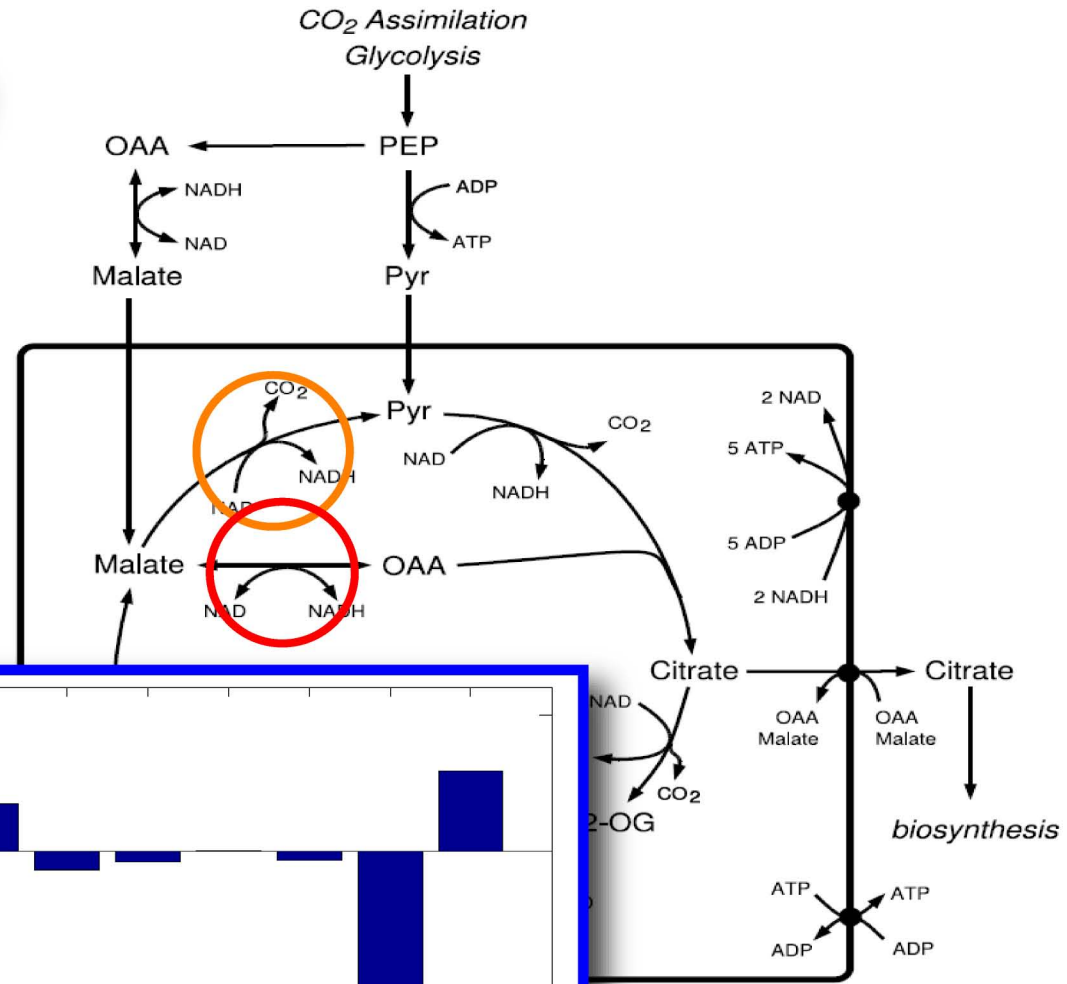 CO2 Assimilation
Glycolysis
OAA
PEP
NADH
NAD
ADP
ATP
Malate
Pyr
CO2
Pyr
NAD
NADH
NAD
NADH
CO2
2 NAD
5 ATP
5 ADP
2 NADH
Malate
OAA
NAD
NADH
Citrate
Citrate
NAD
OAA
Malate
OAA
Malate
CO2
2-OG
biosynthesis
ATP
ATP
ADP
ADP